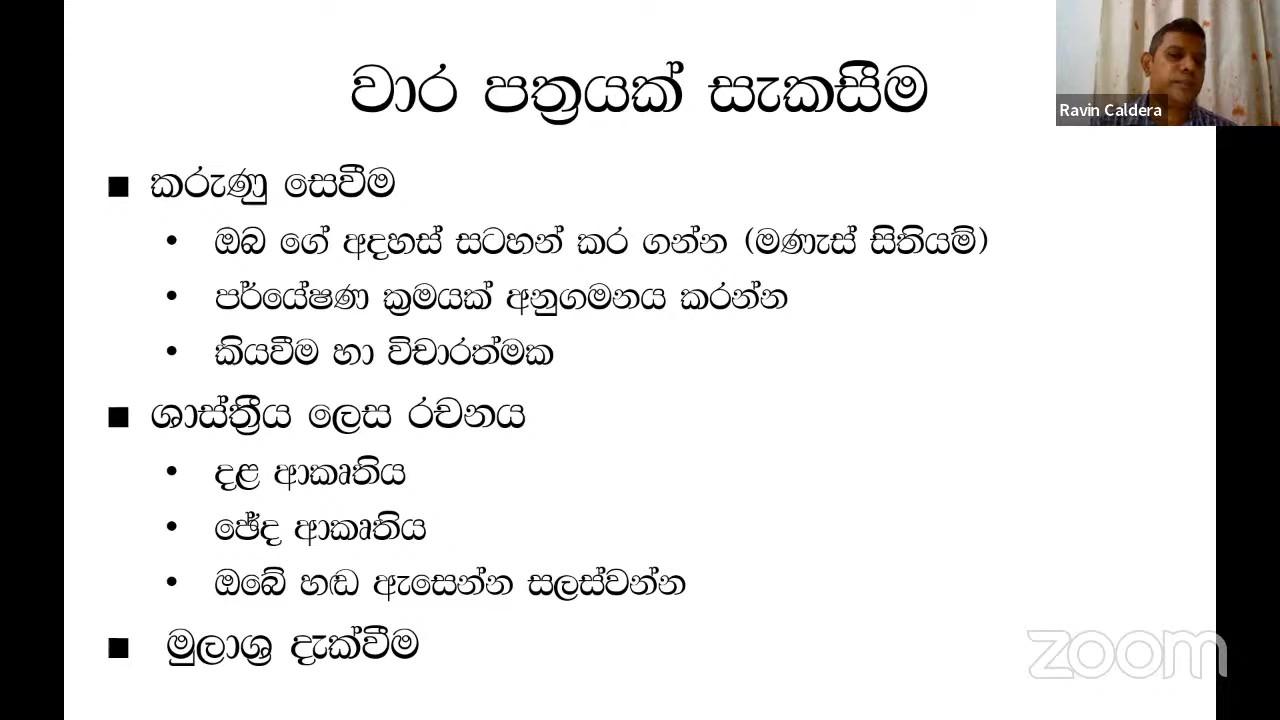 වාර පත්‍රයක් සැකසීම
Ravin Caldera
■ කරුණු සෙවීම
• ඔබ ගේ අදහස් සටහන් කර ගන්න (මණැස් සිතියම්)
• පර්යේෂණ ක්‍රමයක් අනුගමනය කරන්න
• කියවීම හා විචාරත්මක
■ ශාස්ත්‍රීය ලෙස රචනය
• දළ ආකෘතිය
• ඡේද ආකෘතිය
• ඔබේ හඬ ඇසෙන්න සලස්වන්න
■ මුලාශ්‍ර දැක්වීම
zoom